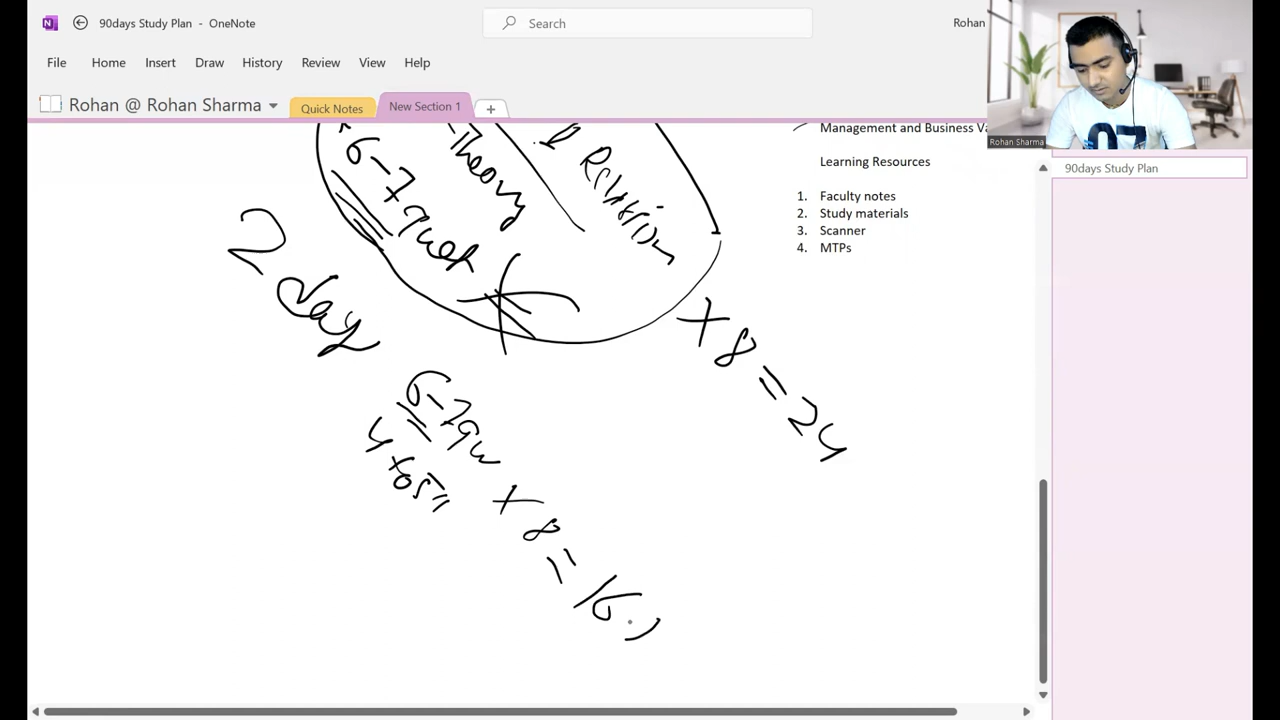 90days Study Plan - OneNote
Search
Rohan
File Home Insert Draw History Review View Help
Rohan @ Rohan Sharma
Quick Notes
New Section 1
+
Rohan Sharma
Management and Business Va
90days Study Plan
Learning Resources
1. Faculty notes
2. Study materials
3. Scanner
4. MTPs
6-7 ques
-Theory
Revision
2 day
× 8 = 24
6-7 qu
× 8 = 16